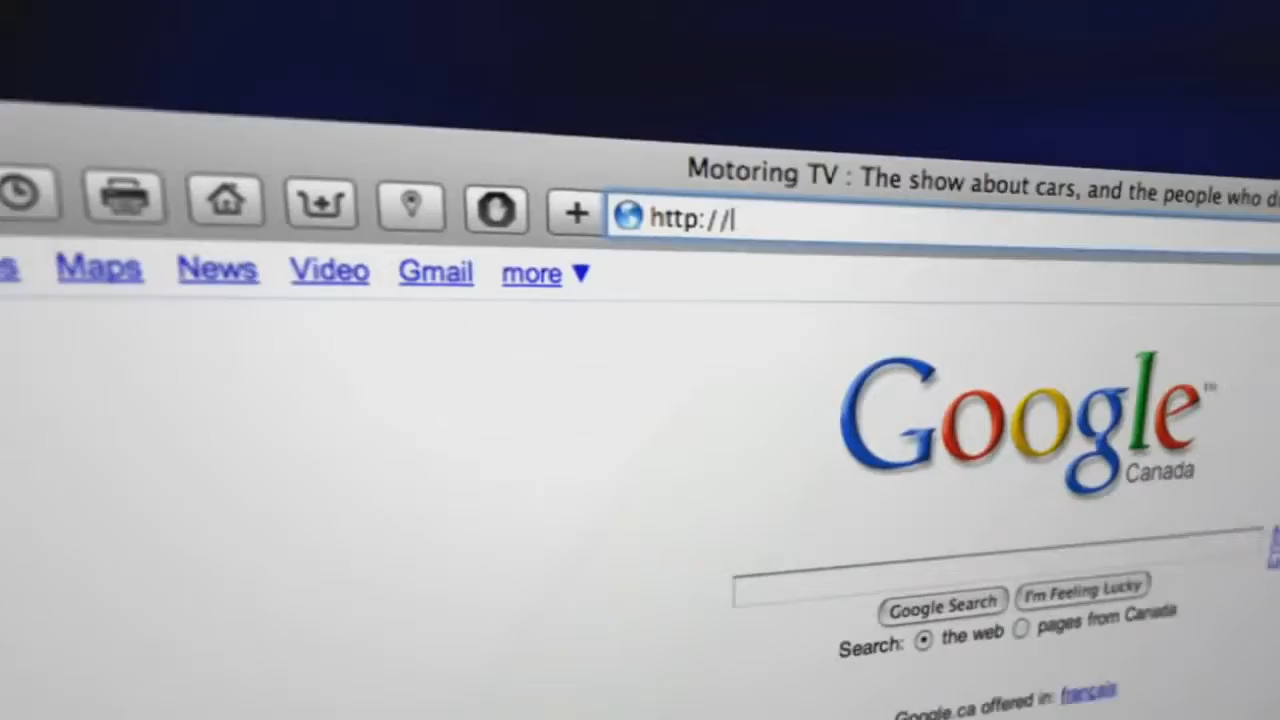 Motoring TV : The show about cars, and the people who
http://
Maps News Video Gmail more
Google™
Canada
Google Search I'm Feeling Lucky
Search: the web pages from Canada
Google.ca offered in: français